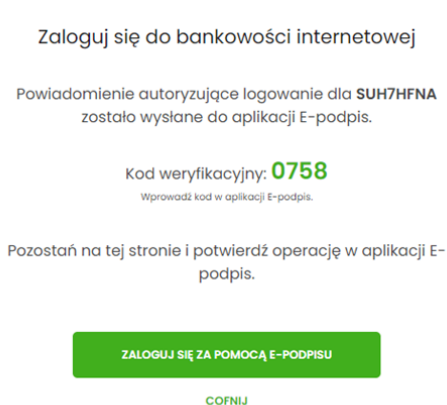 Zaloguj się do bankowości internetowej
Powiadomienie autoryzujące logowanie dla SUH7HFNA
zostało wysłane do aplikacji E-podpis.
Kod weryfikacyjny: 0758
Wprowadź kod w aplikacji E-podpis.
Pozostań na tej stronie i potwierdź operację w aplikacji E-
podpis.
ZALOGUJ SIĘ ZA POMOCĄ E-PODPISU
COFNIJ